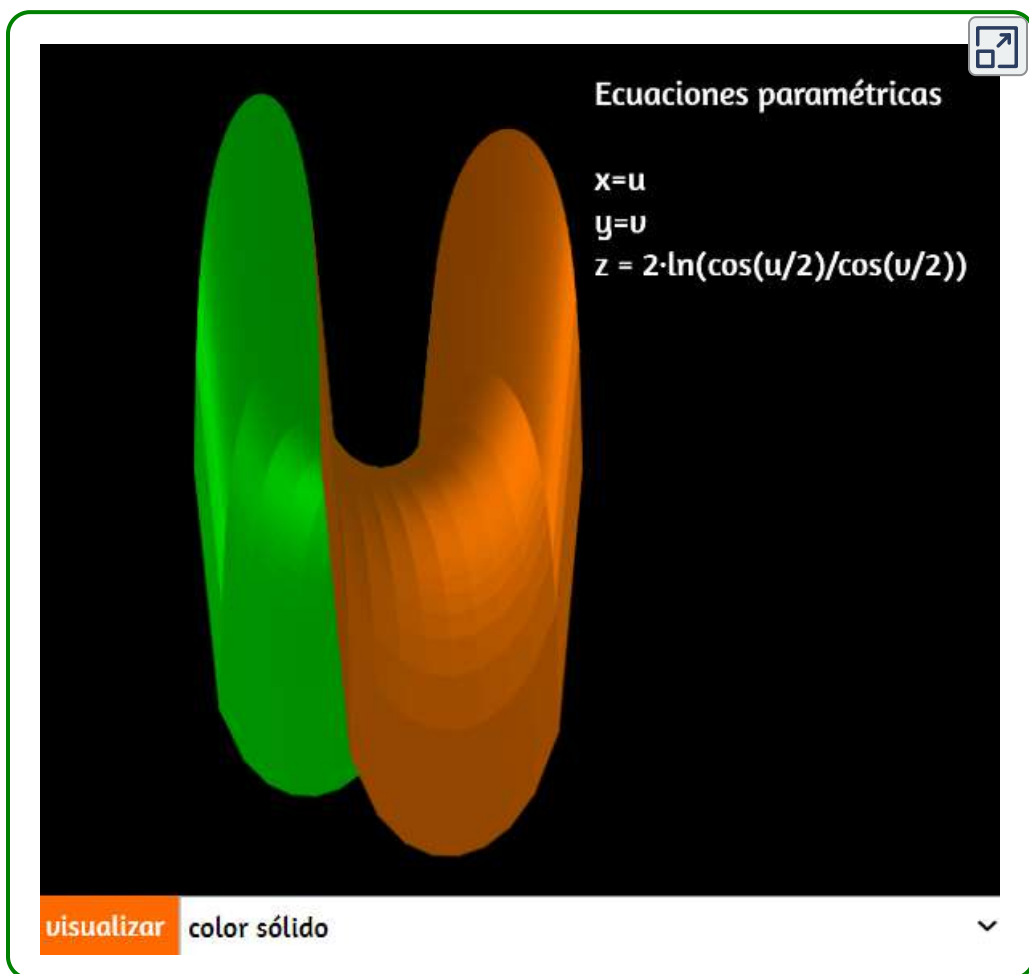 Ecuaciones paramétricas
x=u
y=v
z = 2·ln(cos(u/2)/cos(v/2))
visualizar color sólido